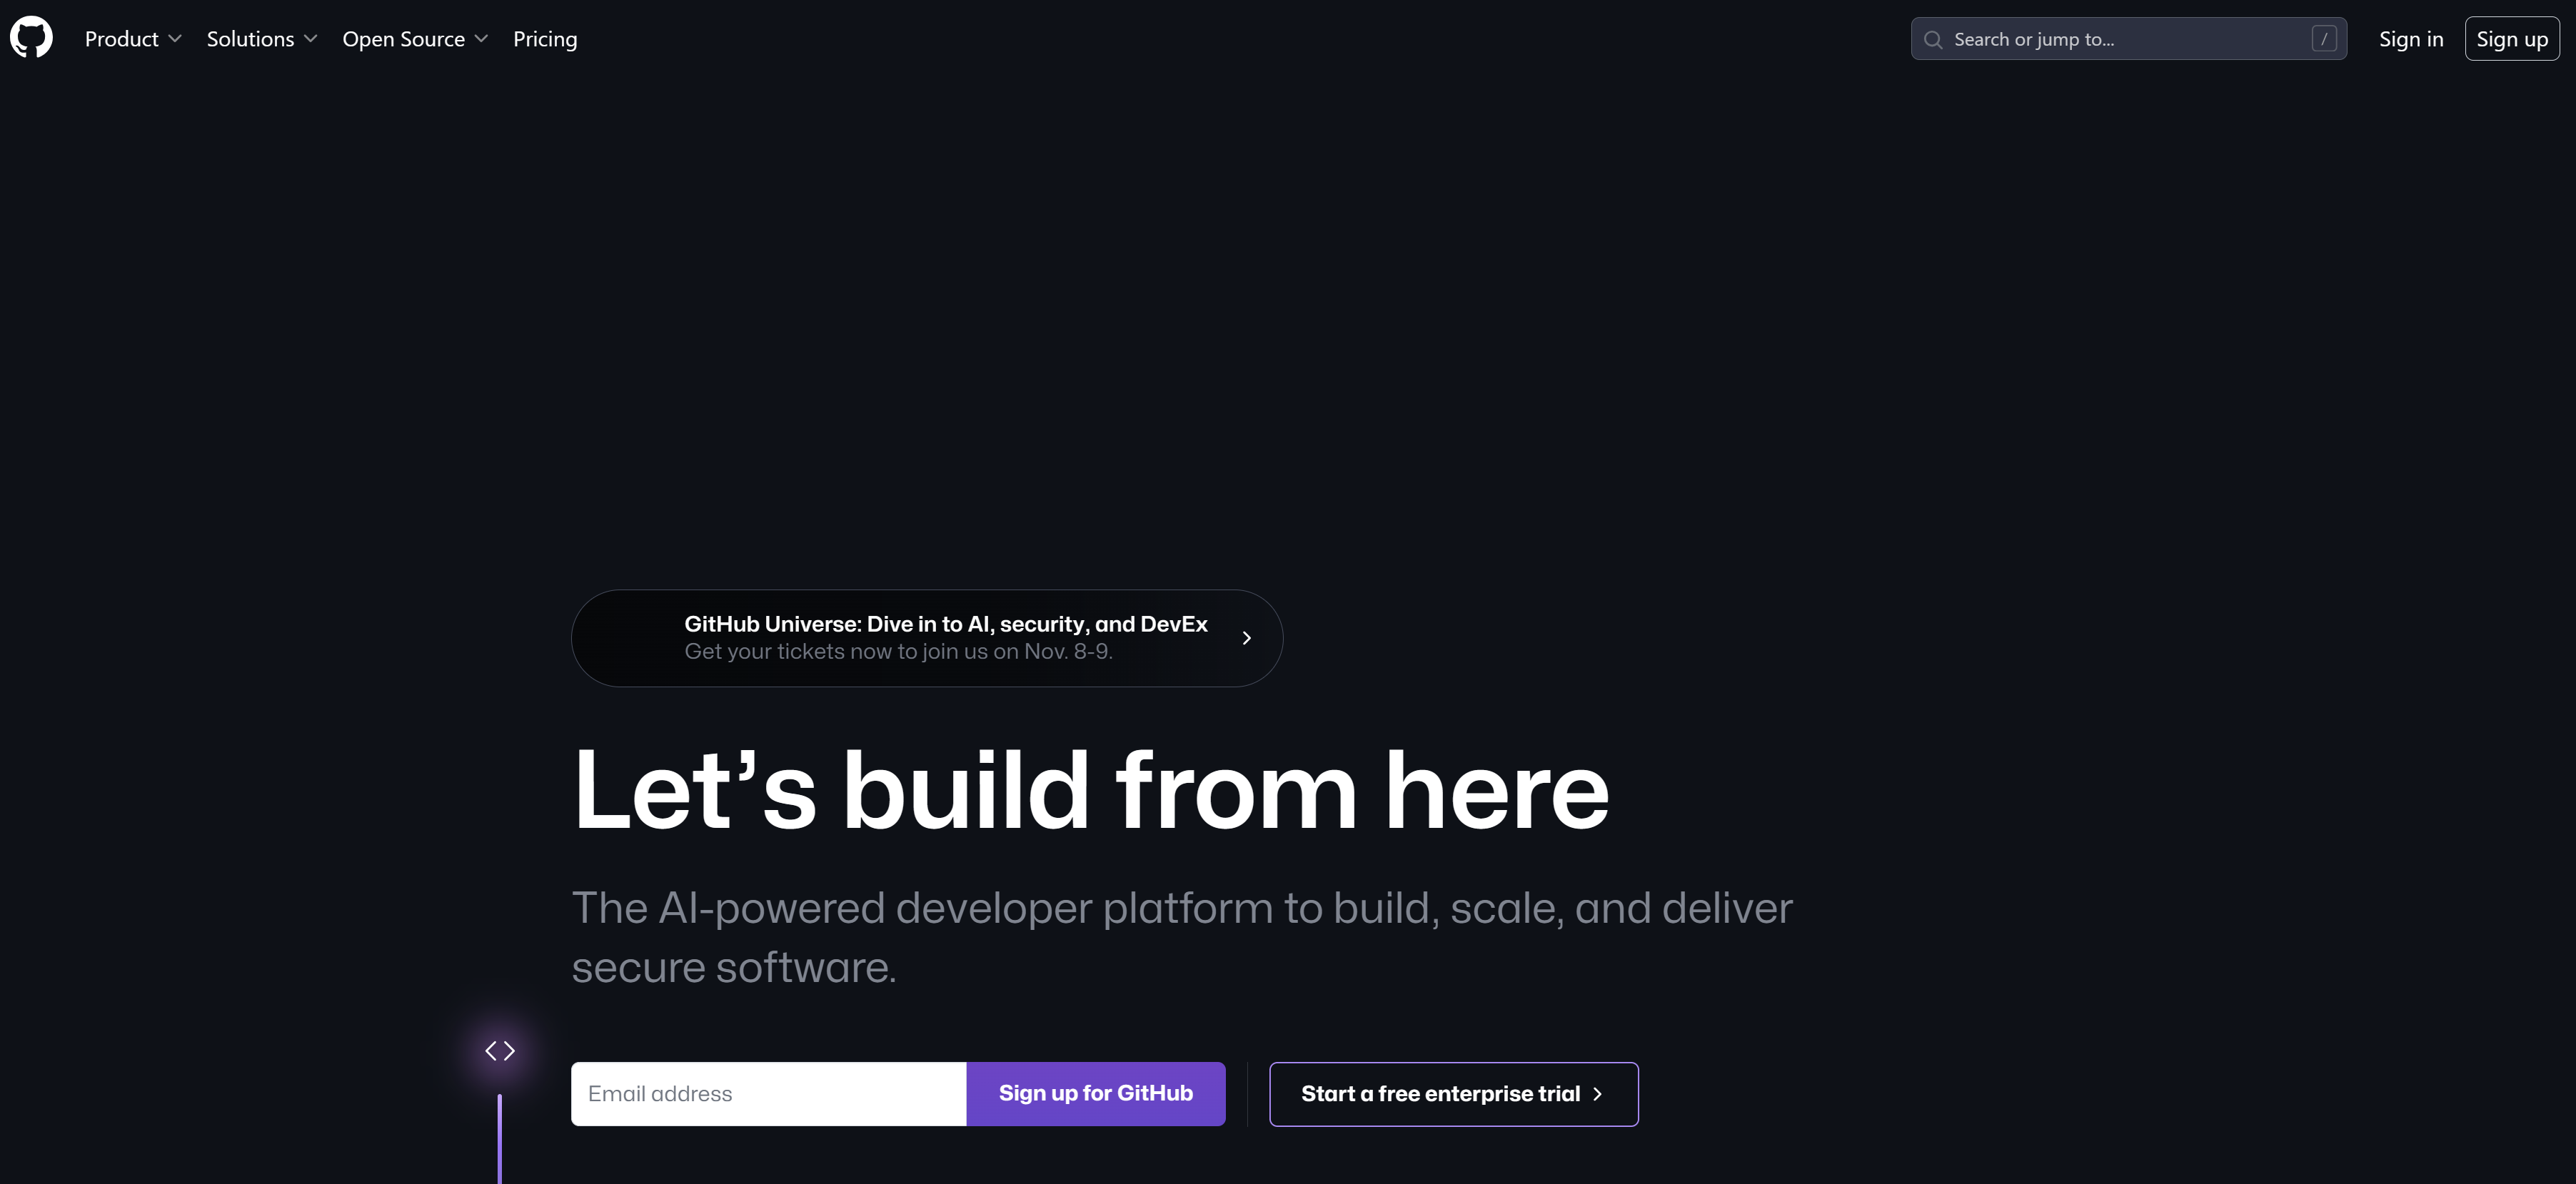 Product
Solutions
Open Source
Pricing
Search or jump to...
/
Sign in
Sign up
GitHub Universe: Dive in to AI, security, and DevEx
Get your tickets now to join us on Nov. 8-9.
Let’s build from here
The AI-powered developer platform to build, scale, and deliver
secure software.
Email address
Sign up for GitHub
Start a free enterprise trial